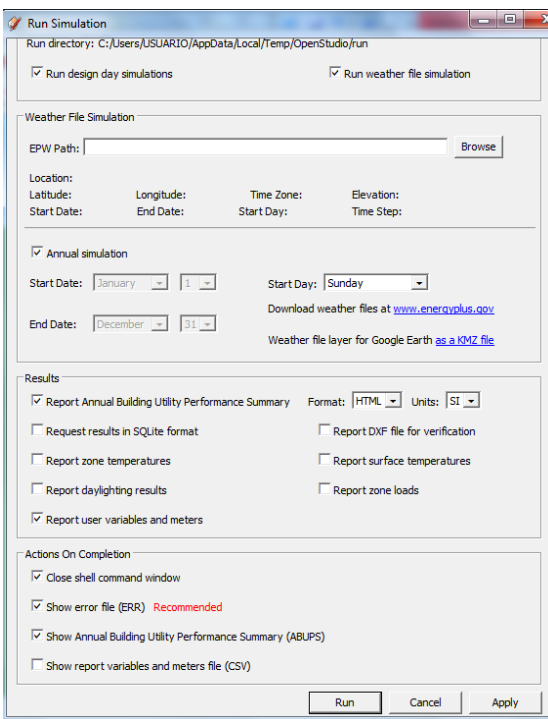 Run Simulation
Run directory: C:/Users/USUARIO/AppData/Local/Temp/OpenStudio/run
Run design day simulations Run weather file simulation
Weather File Simulation
EPW Path: Browse
Location:
Latitude: Longitude: Time Zone: Elevation:
Start Date: End Date: Start Day: Time Step:
Annual simulation
Start Date: January 1 Start Day: Sunday
Download weather files at www.energyplus.gov
End Date: December 31
Weather file layer for Google Earth as a KMZ file
Results
Report Annual Building Utility Performance Summary Format: HTML Units: SI
Request results in SQLite format Report DXF file for verification
Report zone temperatures Report surface temperatures
Report daylighting results Report zone loads
Report user variables and meters
Actions On Completion
Close shell command window
Show error file (ERR) Recommended
Show Annual Building Utility Performance Summary (ABUPS)
Show report variables and meters file (CSV)
Run Cancel Apply